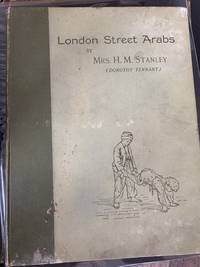 London Street Arabs
BY
MRS. H. M. STANLEY
(DOROTHY TENNANT)